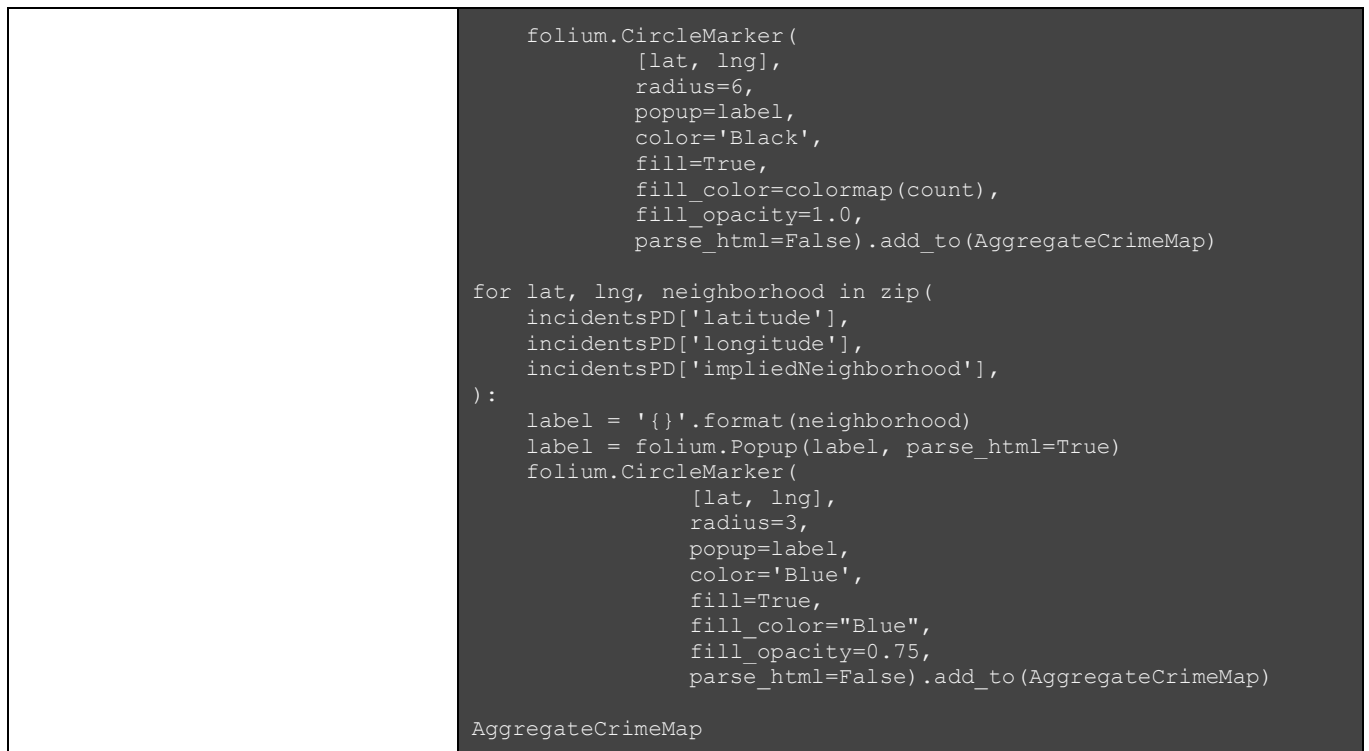 folium.CircleMarker(
            [lat, lng],
            radius=6,
            popup=label,
            color='Black',
            fill=True,
            fill_color=colormap(count),
            fill_opacity=1.0,
            parse_html=False).add_to(AggregateCrimeMap)

for lat, lng, neighborhood in zip(
    incidentsPD['latitude'],
    incidentsPD['longitude'],
    incidentsPD['impliedNeighborhood'],
):
    label = '{}'.format(neighborhood)
    label = folium.Popup(label, parse_html=True)
    folium.CircleMarker(
                [lat, lng],
                radius=3,
                popup=label,
                color='Blue',
                fill=True,
                fill_color="Blue",
                fill_opacity=0.75,
                parse_html=False).add_to(AggregateCrimeMap)

AggregateCrimeMap